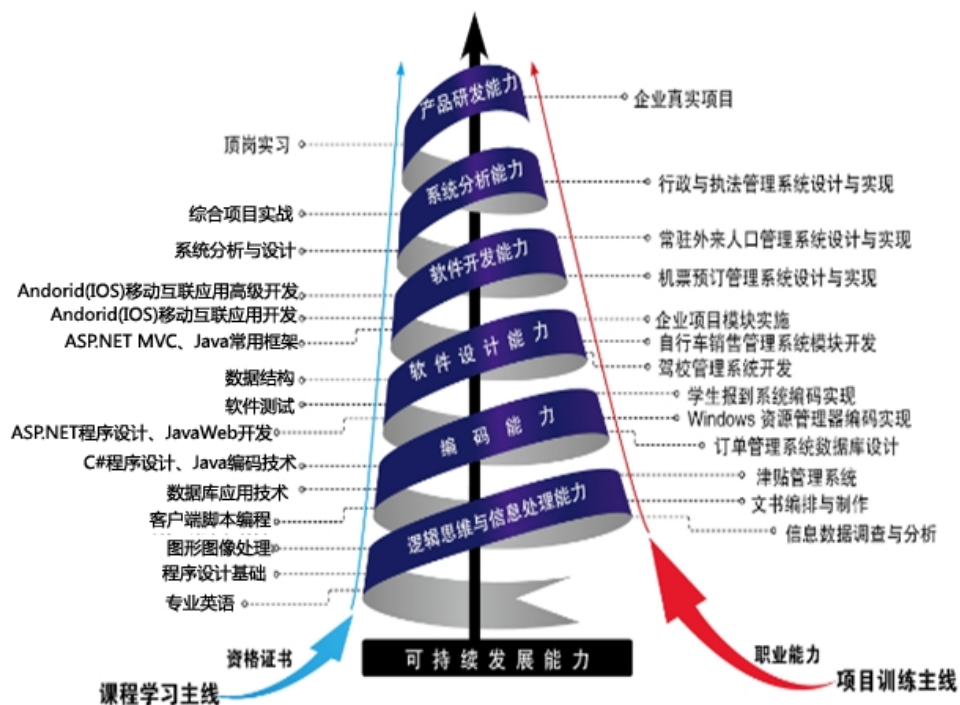 产品研发能力
企业真实项目
顶岗实习
系统分析能力
行政与执法管理系统设计与实现
综合项目实战
常驻外来人口管理系统设计与实现
系统分析与设计
软件开发能力
机票预订管理系统设计与实现
Andorid(IOS)移动互联应用高级开发
Andorid(IOS)移动互联应用开发
企业项目模块实施
ASP.NET MVC、Java常用框架
自行车销售管理系统模块开发
软件设计能力
驾校管理系统开发
数据结构
学生报到系统编码实现
软件测试
Windows 资源管理器编码实现
ASP.NET程序设计、JavaWeb开发
编码能力
订单管理系统数据库设计
C#程序设计、Java编码技术
津贴管理系统
数据库应用技术
文书编排与制作
客户端脚本编程
逻辑思维与信息处理能力
信息数据调查与分析
图形图像处理
程序设计基础
专业英语
资格证书
可持续发展能力
职业能力
课程学习主线
项目训练主线